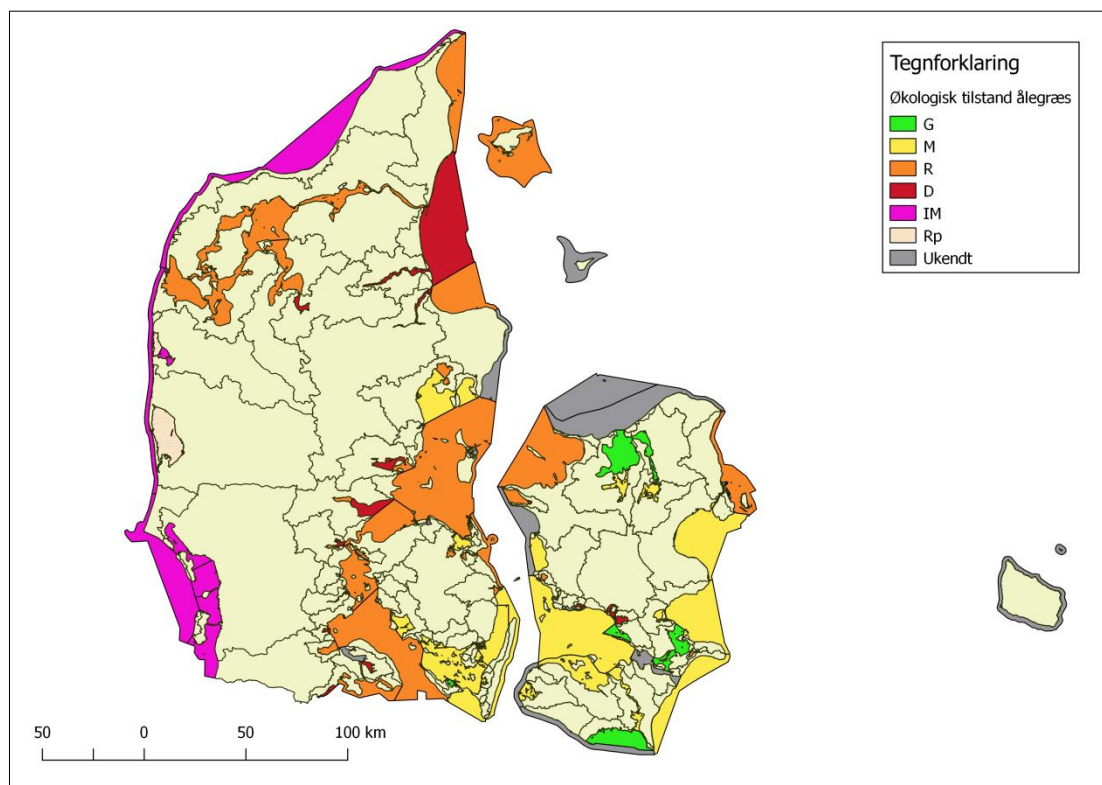 Tegnforklaring
Økologisk tilstand ålegræs
G
M
R
D
IM
Rp
Ukendt
50 0 50 100 km